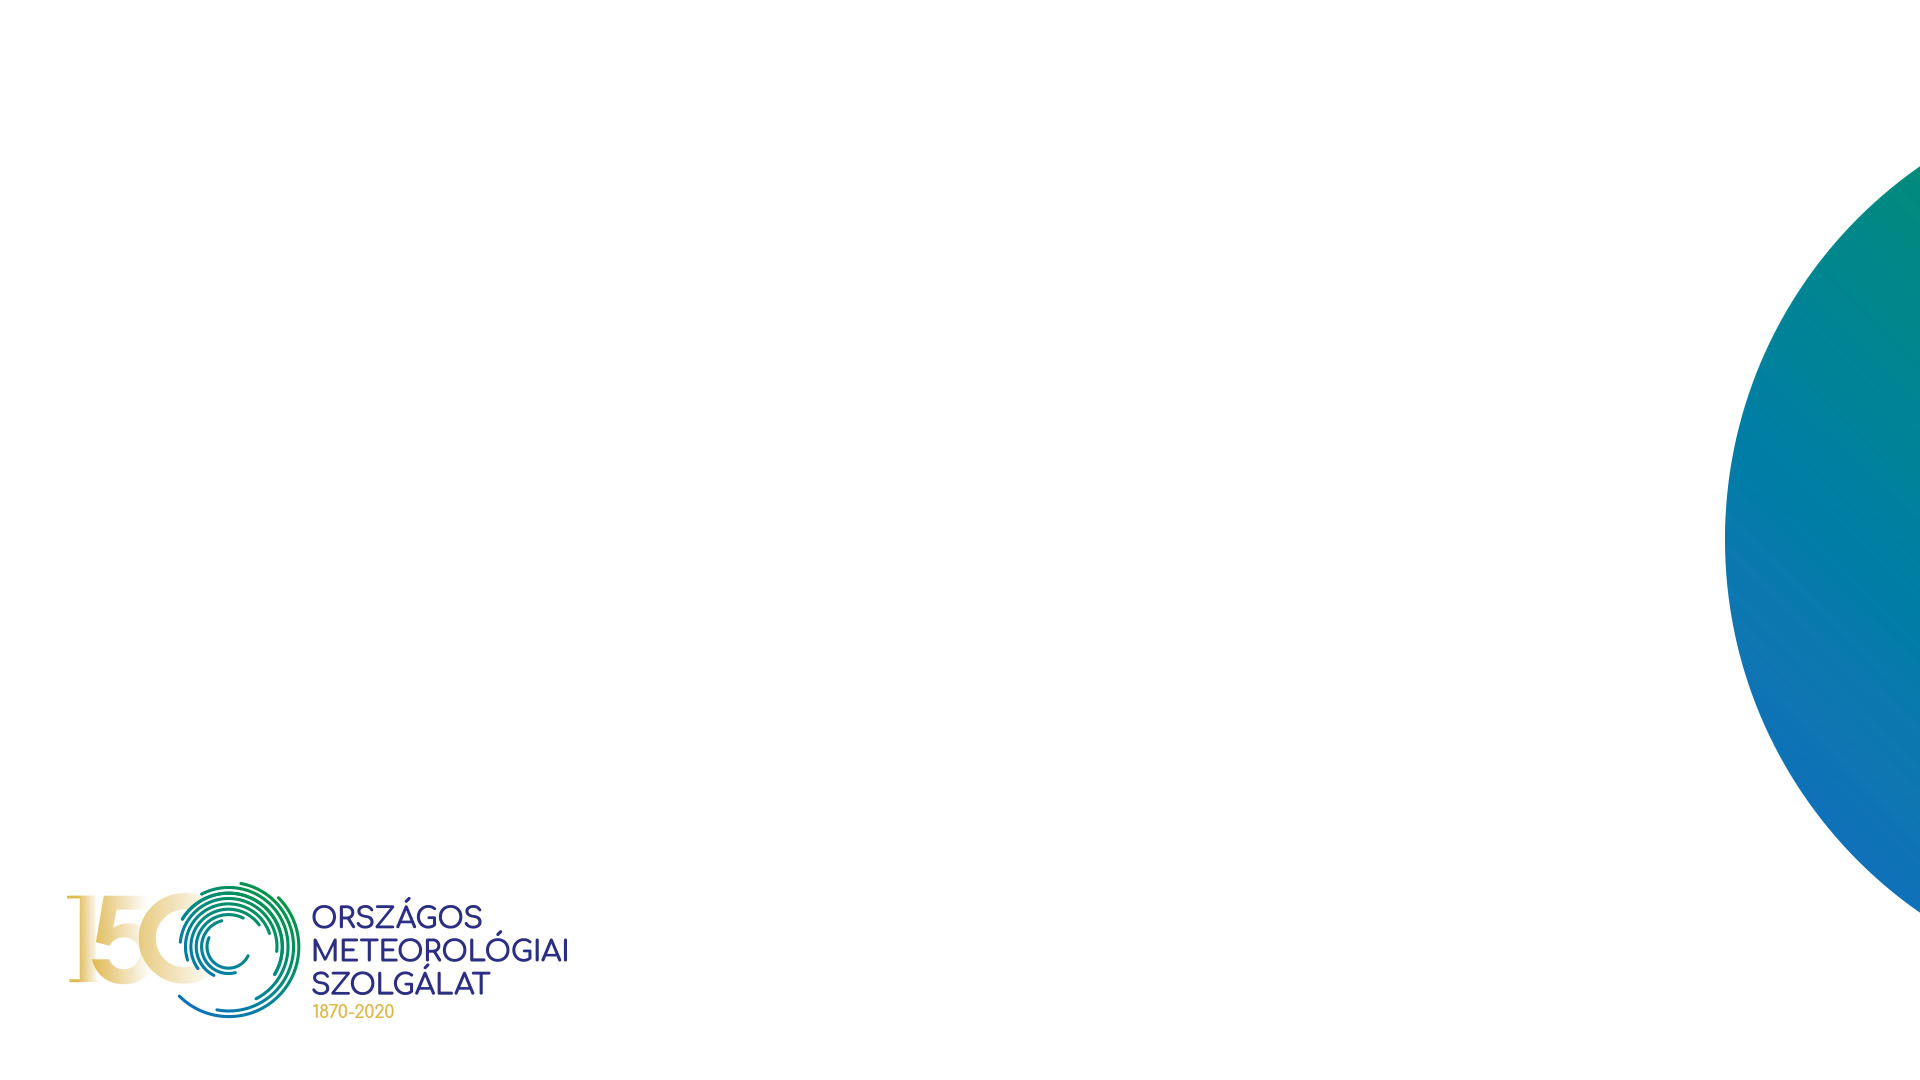 150
ORSZÁGOS
METEOROLÓGIAI
SZOLGÁLAT
1870-2020